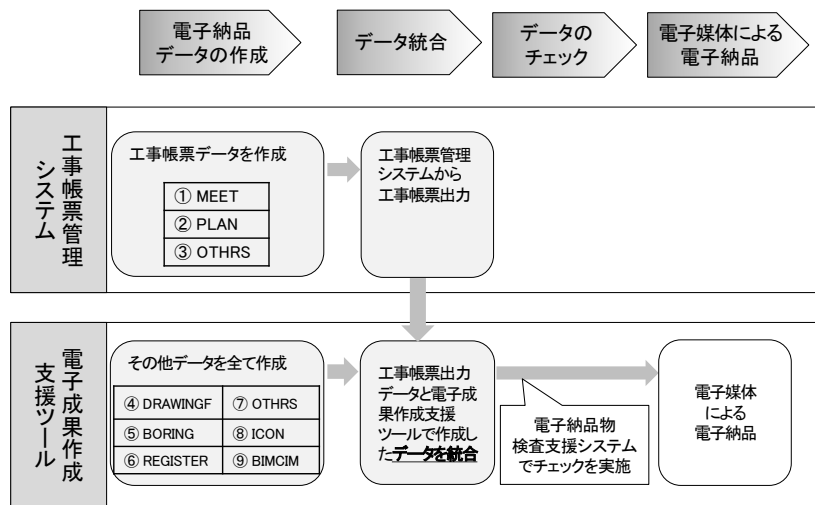 電子納品
データの作成
データ統合
データの
チェック
電子媒体による
電子納品
工事帳票管理
システム
工事帳票データを作成
① MEET
② PLAN
③ OTHRS
工事帳票管理
システムから
工事帳票出力
電子成果作成
支援ツール
その他データを全て作成
④ DRAWINGF
⑦ OTHRS
⑤ BORING
⑧ ICON
⑥ REGISTER
⑨ BIMCIM
工事帳票出力
データと電子成
果作成支援
ツールで作成し
たデータを統合
電子納品物
検査支援システム
でチェックを実施
電子媒体
による
電子納品